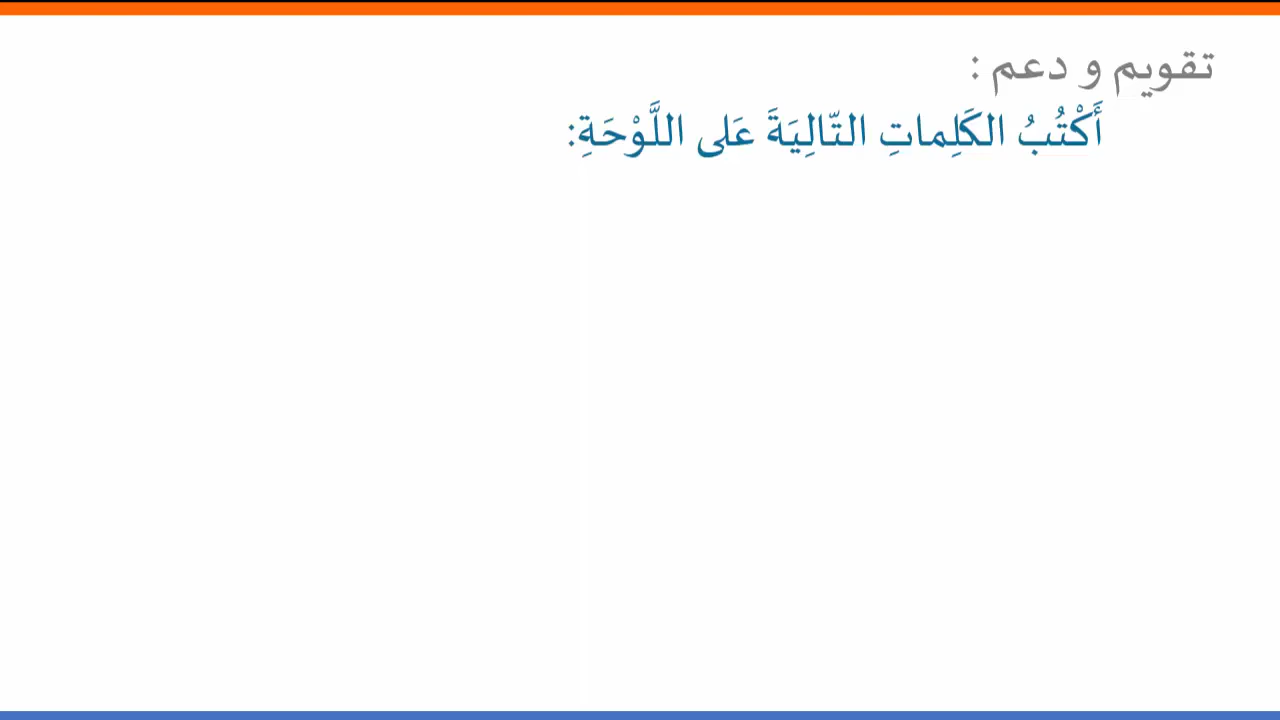 تقويم و دعم :
أَكْتُبُ الكَلِماتِ التّالِيَةَ عَلى اللَّوْحَةِ: